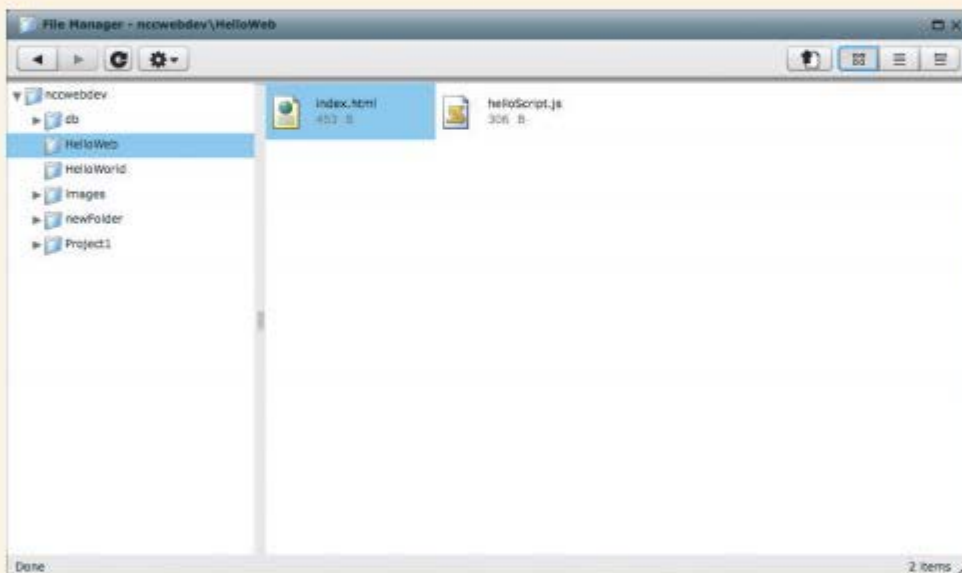 File Manager - nccwebdev\HelloWeb
nccwebdev
db
HelloWeb
HelloWorld
Images
newFolder
Project1
index.html
453 B
helloScript.js
306 B
Done
2 items